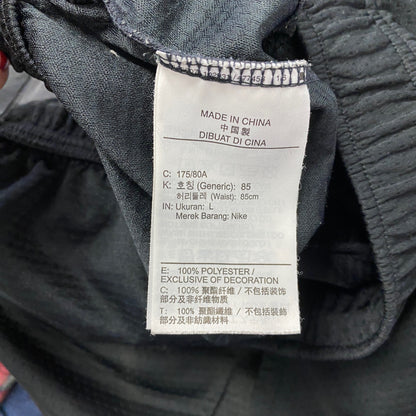 MADE IN CHINA
中国製
DIBUAT DI CINA
C: 175/80A
K: 호칭 (Generic): 85
허리둘레 (Waist): 85cm
IN: Ukuran: L
Merek Barang: Nike
E: 100% POLYESTER /
EXCLUSIVE OF DECORATION
C: 100% 聚酯纤维 / 不包括装饰
部分及非纤维部分
T: 100% 聚酯纖維 / 不包括裝飾
部分及非紡織材料